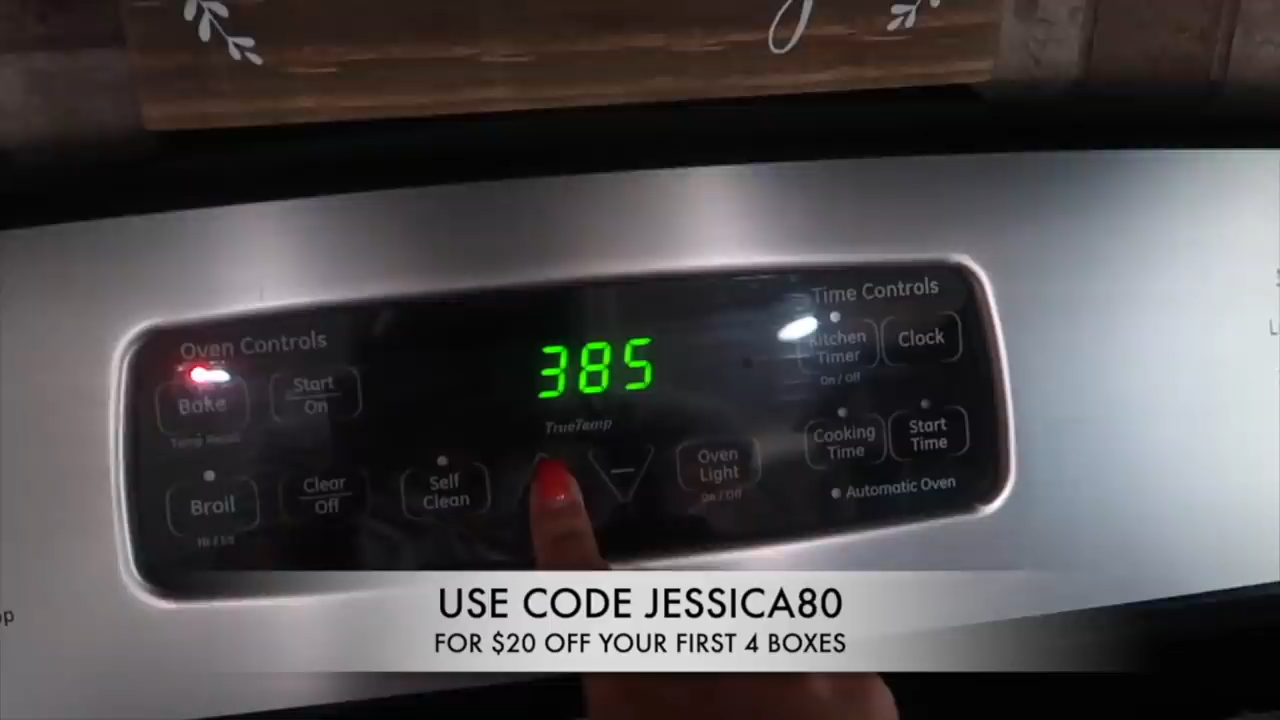 Oven Controls
Bake
Start
On
Broil
Clear
Off
Self
Clean
385
TrueTemp
Oven
Light
On / Off
Time Controls
Kitchen
Timer
On / Off
Clock
Cooking
Time
Start
Time
Automatic Oven
USE CODE JESSICA80
FOR $20 OFF YOUR FIRST 4 BOXES